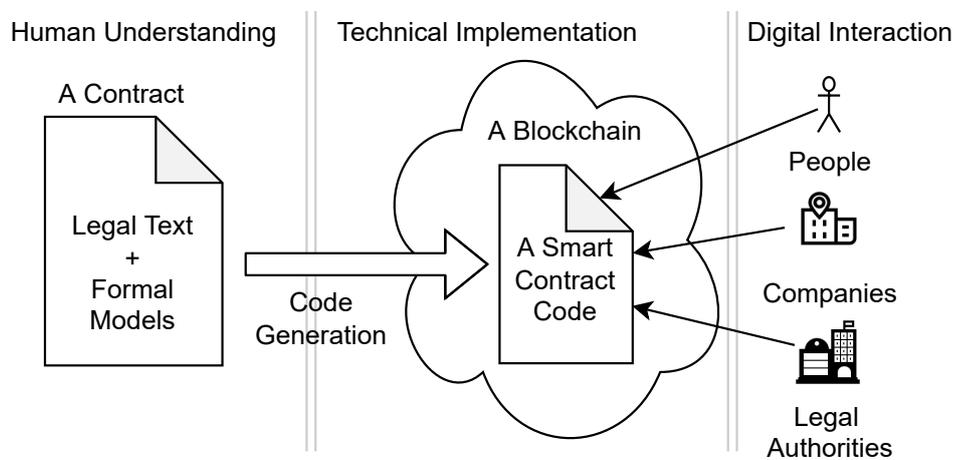 Human Understanding
Technical Implementation
Digital Interaction
A Contract
Legal Text
+
Formal
Models
Code
Generation
A Blockchain
A Smart
Contract
Code
People
Companies
Legal
Authorities